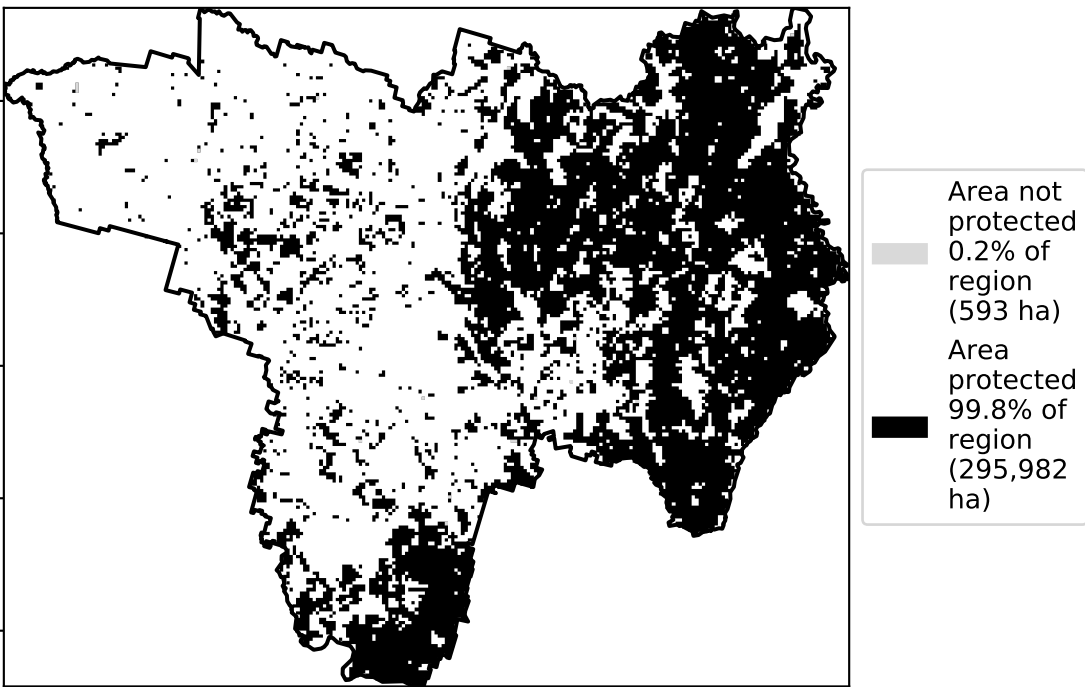 Area not
protected
0.2% of
region
(593 ha)
Area
protected
99.8% of
region
(295,982
ha)